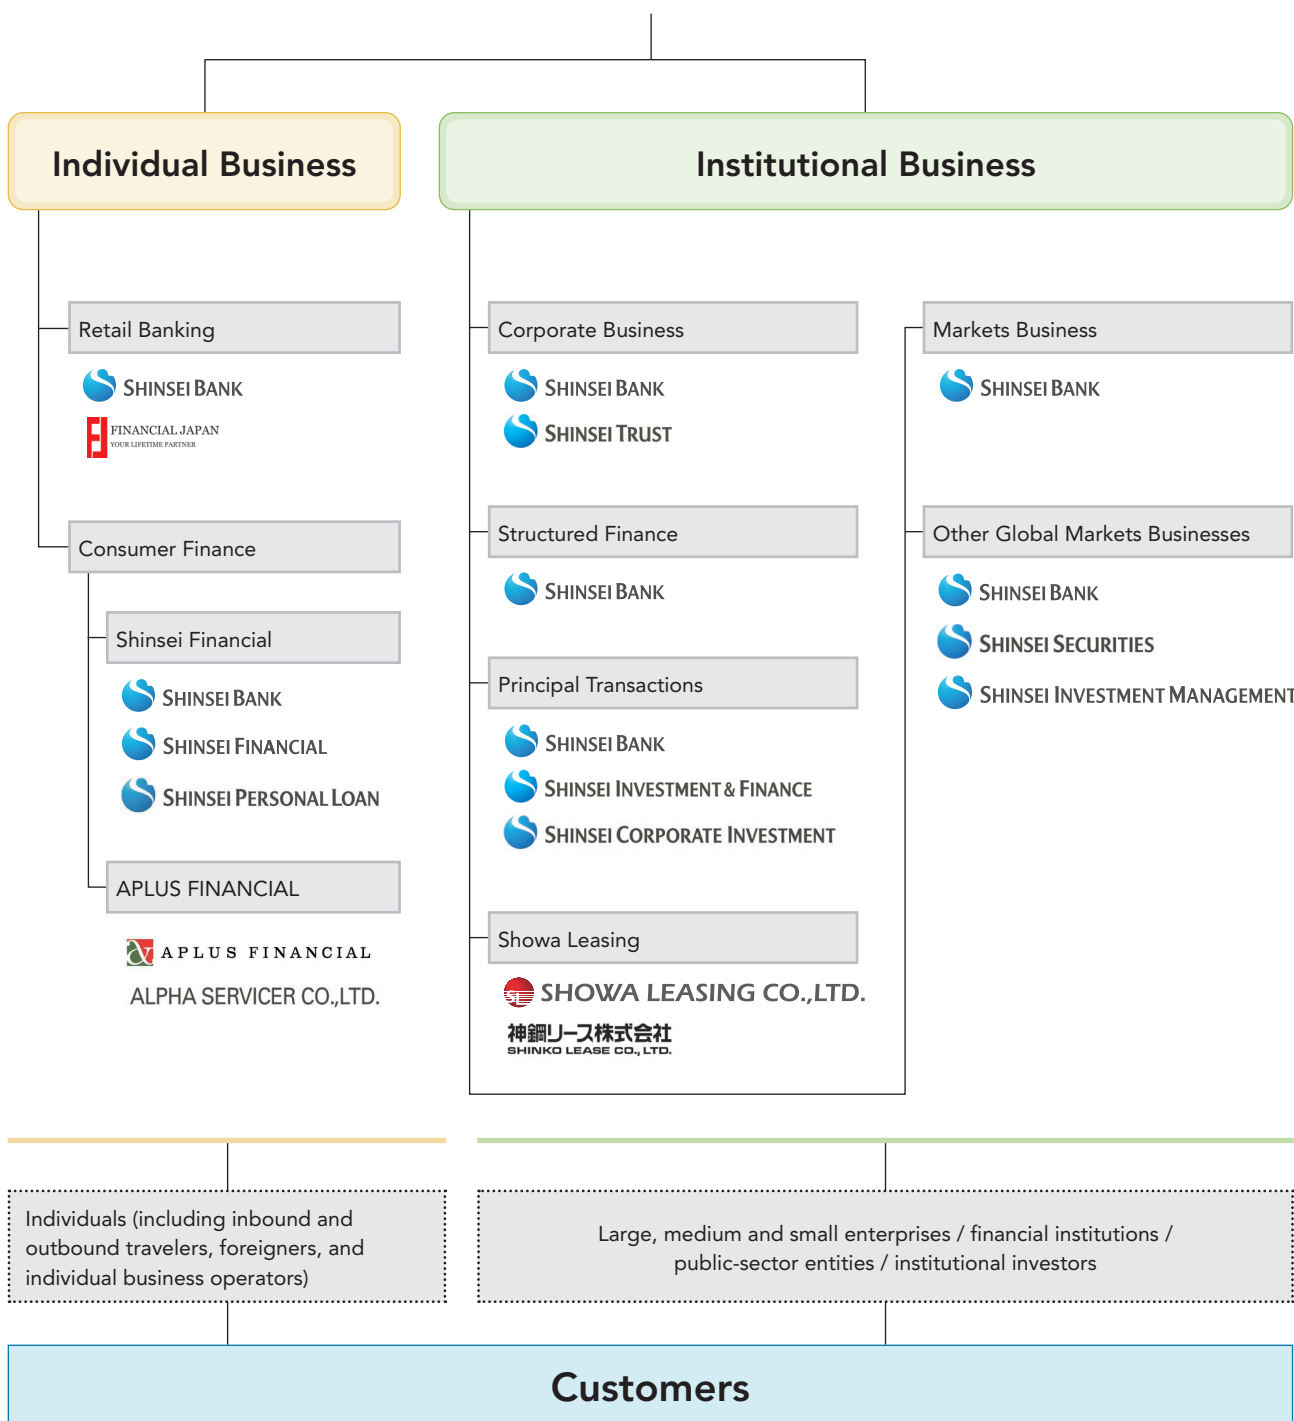 Individual Business
Institutional Business
Retail Banking
SHINSEI BANK
FINANCIAL JAPAN
YOUR LIFETIME PARTNER
Consumer Finance
Shinsei Financial
SHINSEI BANK
SHINSEI FINANCIAL
SHINSEI PERSONAL LOAN
APLUS FINANCIAL
APLUS FINANCIAL
ALPHA SERVICER CO.,LTD.
Corporate Business
SHINSEI BANK
SHINSEI TRUST
Structured Finance
SHINSEI BANK
Principal Transactions
SHINSEI BANK
SHINSEI INVESTMENT & FINANCE
SHINSEI CORPORATE INVESTMENT
Showa Leasing
SL SHOWA LEASING CO.,LTD.
神鋼リース株式会社
SHINKO LEASE CO., LTD.
Markets Business
SHINSEI BANK
Other Global Markets Businesses
SHINSEI BANK
SHINSEI SECURITIES
SHINSEI INVESTMENT MANAGEMENT
Individuals (including inbound and
outbound travelers, foreigners, and
individual business operators)
Large, medium and small enterprises / financial institutions /
public-sector entities / institutional investors
Customers